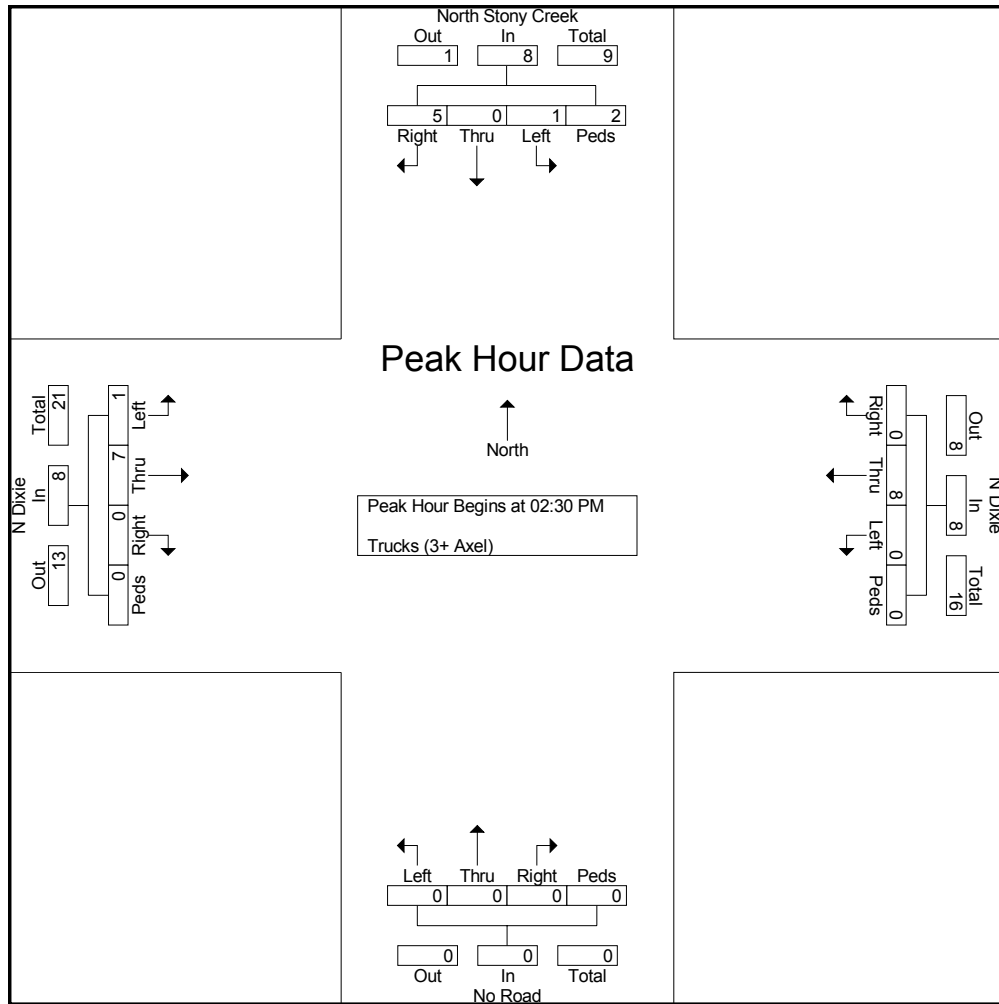 North Stony Creek
Out In Total
1 8 9
5 0 1 2
Right Thru Left Peds
Peak Hour Data
North
Peak Hour Begins at 02:30 PM
Trucks (3+ Axel)
N Dixie
Total In Out
21 8 13
1 7 0 0
Left Thru Right Peds
N Dixie
Out In Total
8 8 16
0 8 0 0
Right Thru Left Peds
Left Thru Right Peds
0 0 0 0
0 0 0
Out In Total
No Road